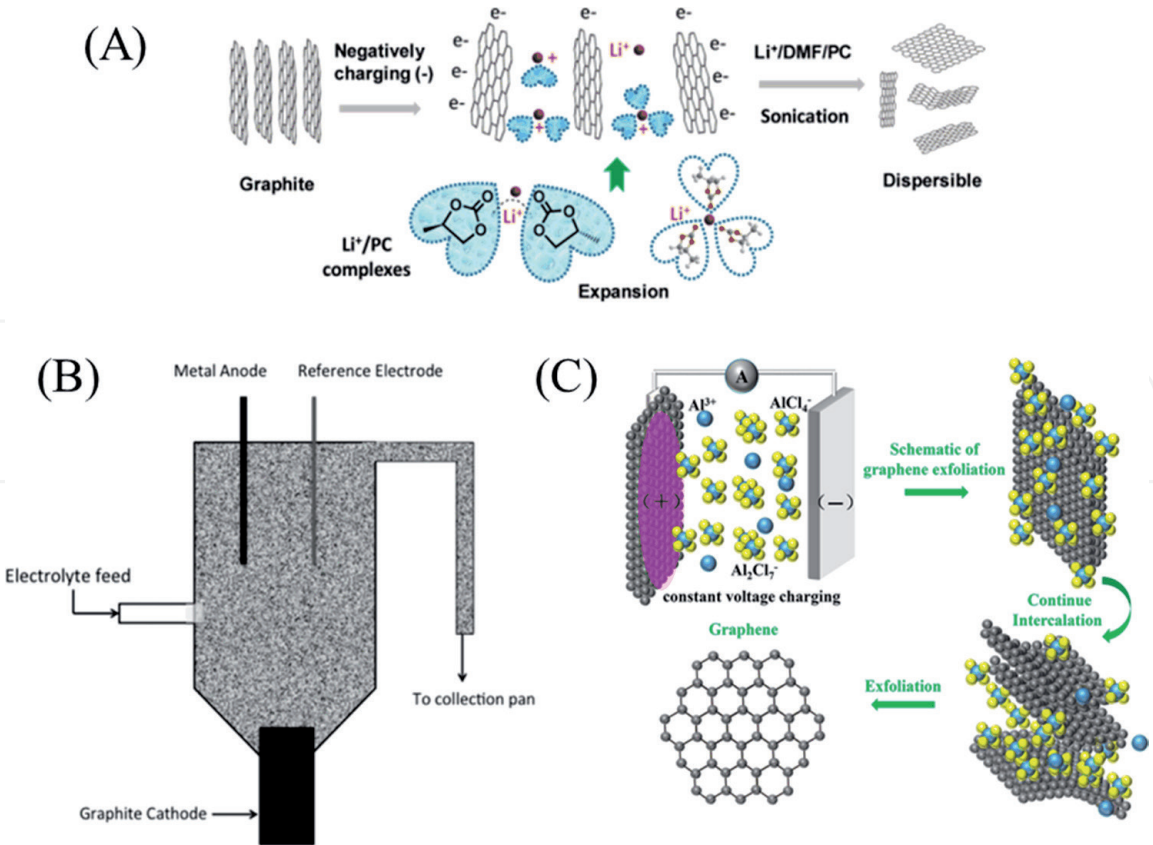 (A)
Graphite
Negatively
charging (-)
e-
e-
e-
e-
e-
e-
e-
e-
e-
+
Li⁺
+
+
Li⁺/DMF/PC
Sonication
Dispersible
Li⁺/PC
complexes
O
O
O
Li⁺
O
O
O
Li⁺
Expansion
(B)
Metal Anode
Reference Electrode
Electrolyte feed
To collection pan
Graphite Cathode
(C)
A
Al³⁺
AlCl₄⁻
(+)
(−)
Al₂Cl₇⁻
constant voltage charging
Schematic of
graphene exfoliation
Continue
Intercalation
Exfoliation
Graphene